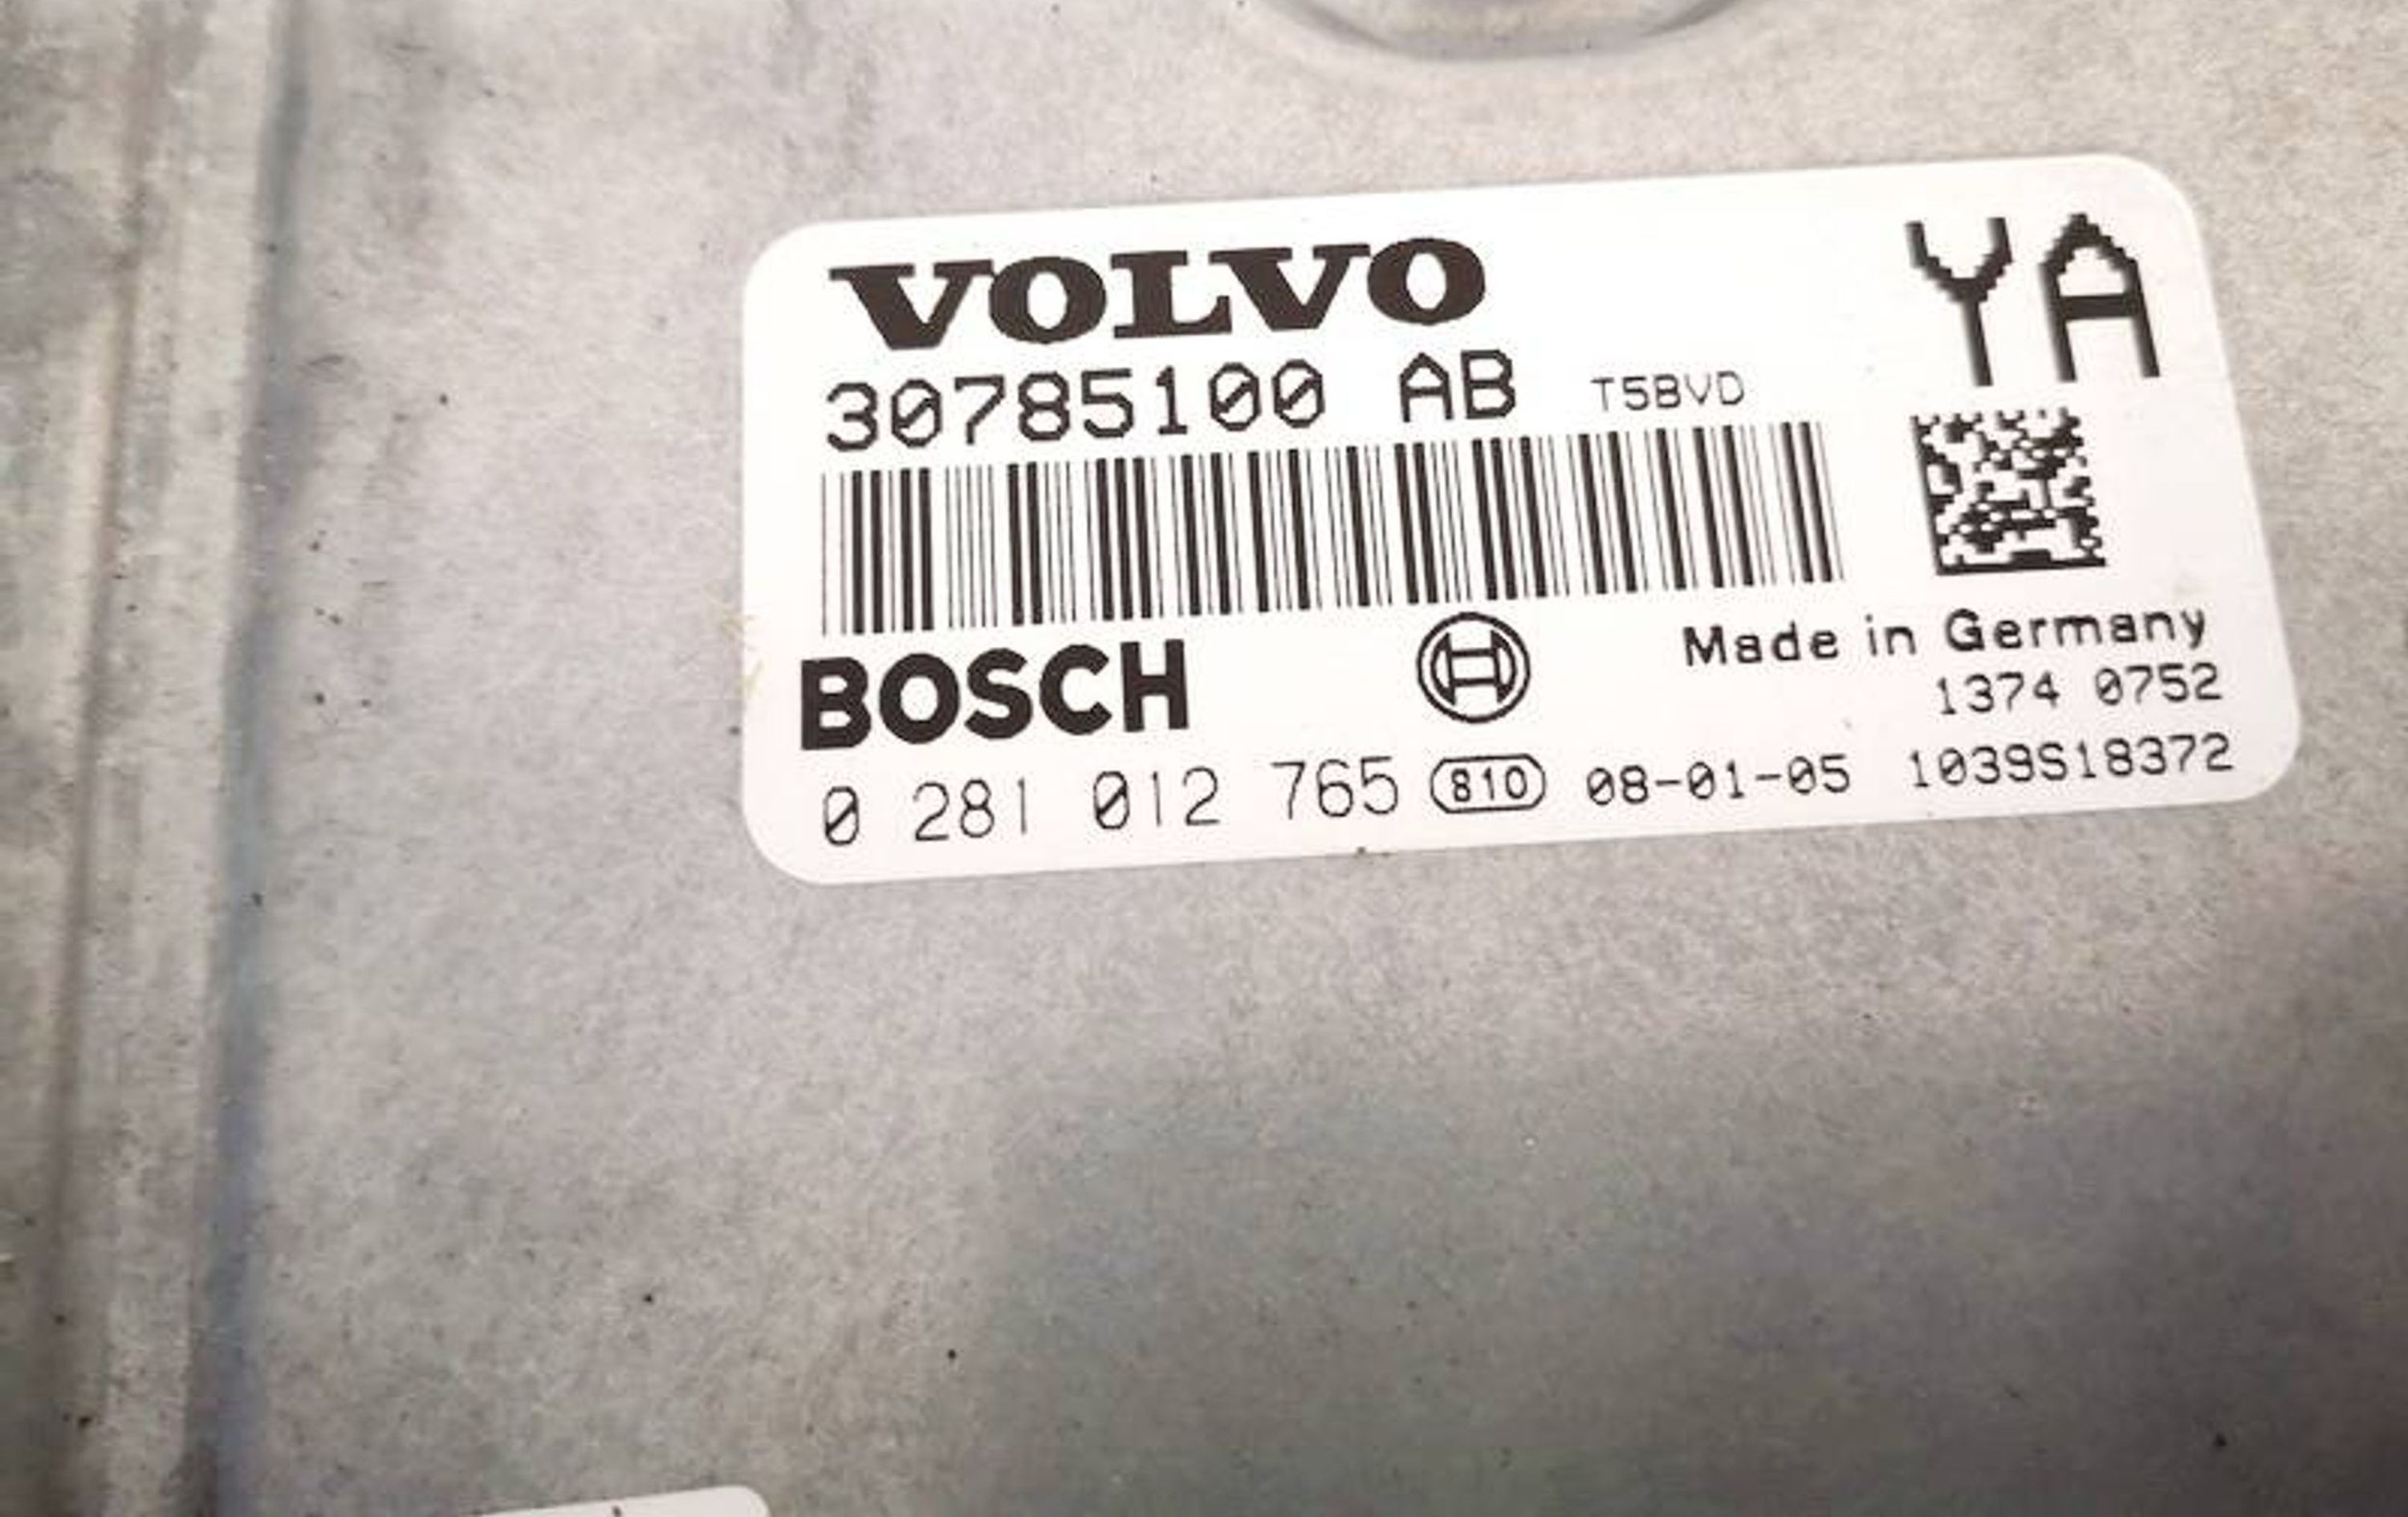 VOLVO
YA
30785100 AB T5BVD
BOSCH
Made in Germany
1374 0752
0 281 012 765 810 08-01-05 1039S18372